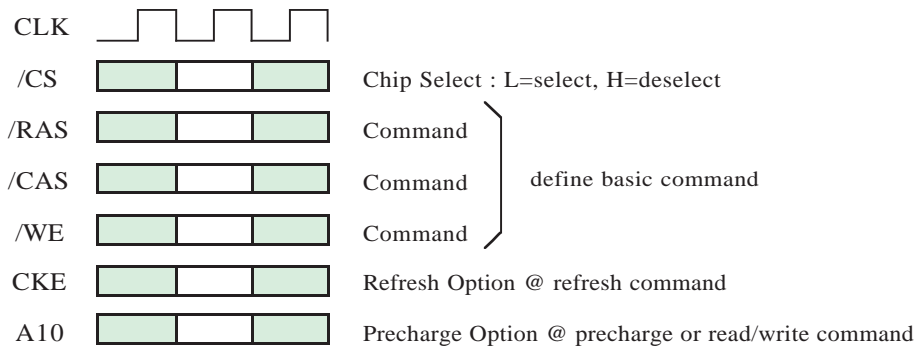 CLK
/CS Chip Select : L=select, H=deselect
/RAS Command
/CAS Command define basic command
/WE Command
CKE Refresh Option @ refresh command
A10 Precharge Option @ precharge or read/write command